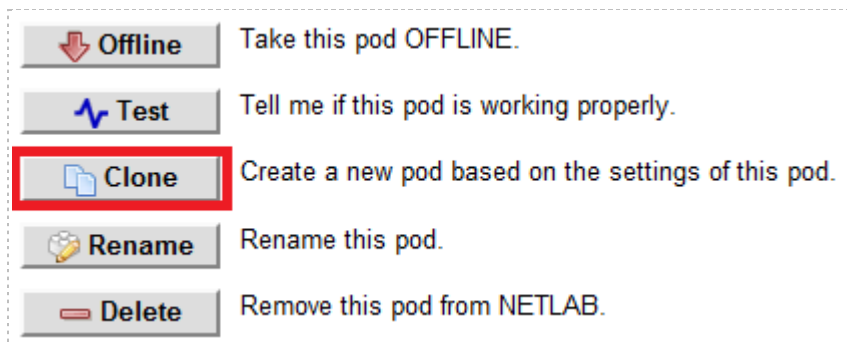 Offline Take this pod OFFLINE.
Test Tell me if this pod is working properly.
Clone Create a new pod based on the settings of this pod.
Rename Rename this pod.
Delete Remove this pod from NETLAB.